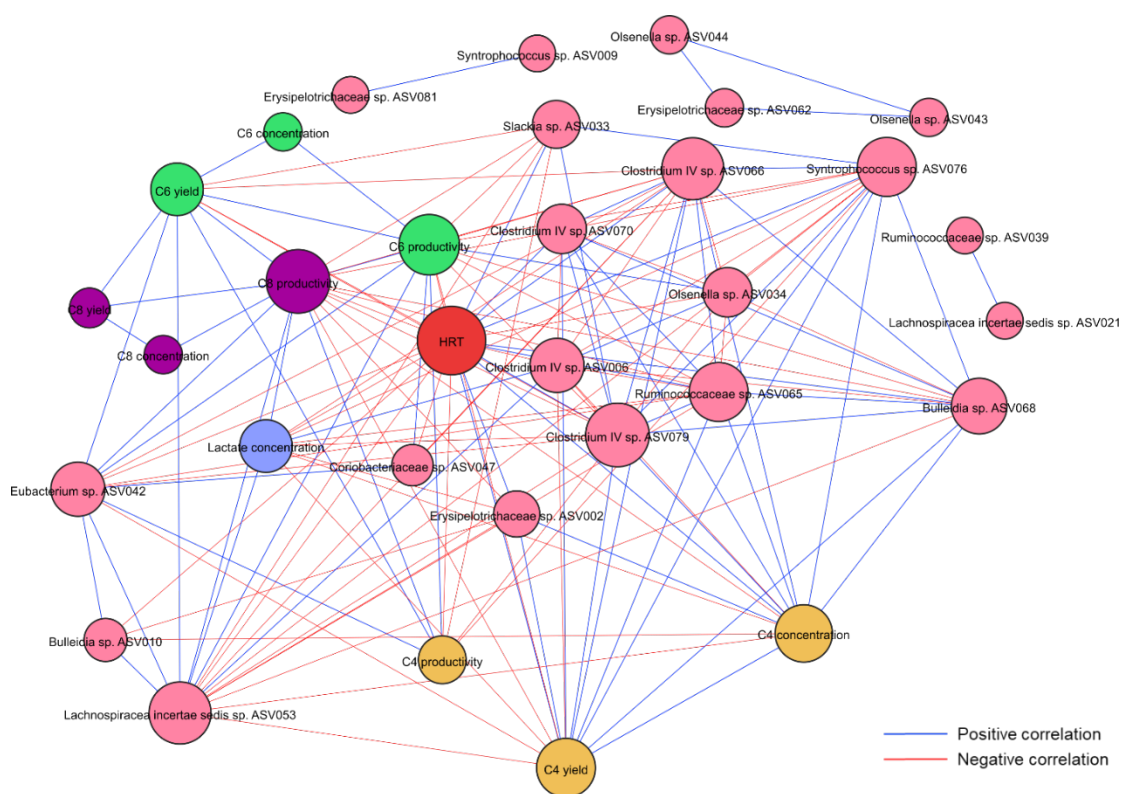 Olsenella sp. ASV044
Syntrophococcus sp. ASV009
Erysipelotrichaceae sp. ASV081
Erysipelotrichaceae sp. ASV062
Olsenella sp. ASV043
C6 concentration
Slackia sp. ASV033
Clostridium IV sp. ASV066
Syntrophococcus sp. ASV076
C6 yield
Clostridium IV sp. ASV070
Ruminococcaceae sp. ASV039
C6 productivity
C8 productivity
Olsenella sp. ASV034
C8 yield
Lachnospiracea incertae sedis sp. ASV021
HRT
C8 concentration
Clostridium IV sp. ASV006
Ruminococcaceae sp. ASV065
Bulleidia sp. ASV068
Clostridium IV sp. ASV079
Lactate concentration
Coriobacteriaceae sp. ASV047
Eubacterium sp. ASV042
Erysipelotrichaceae sp. ASV002
C4 concentration
Bulleidia sp. ASV010
C4 productivity
Lachnospiracea incertae sedis sp. ASV053
Positive correlation
Negative correlation
C4 yield